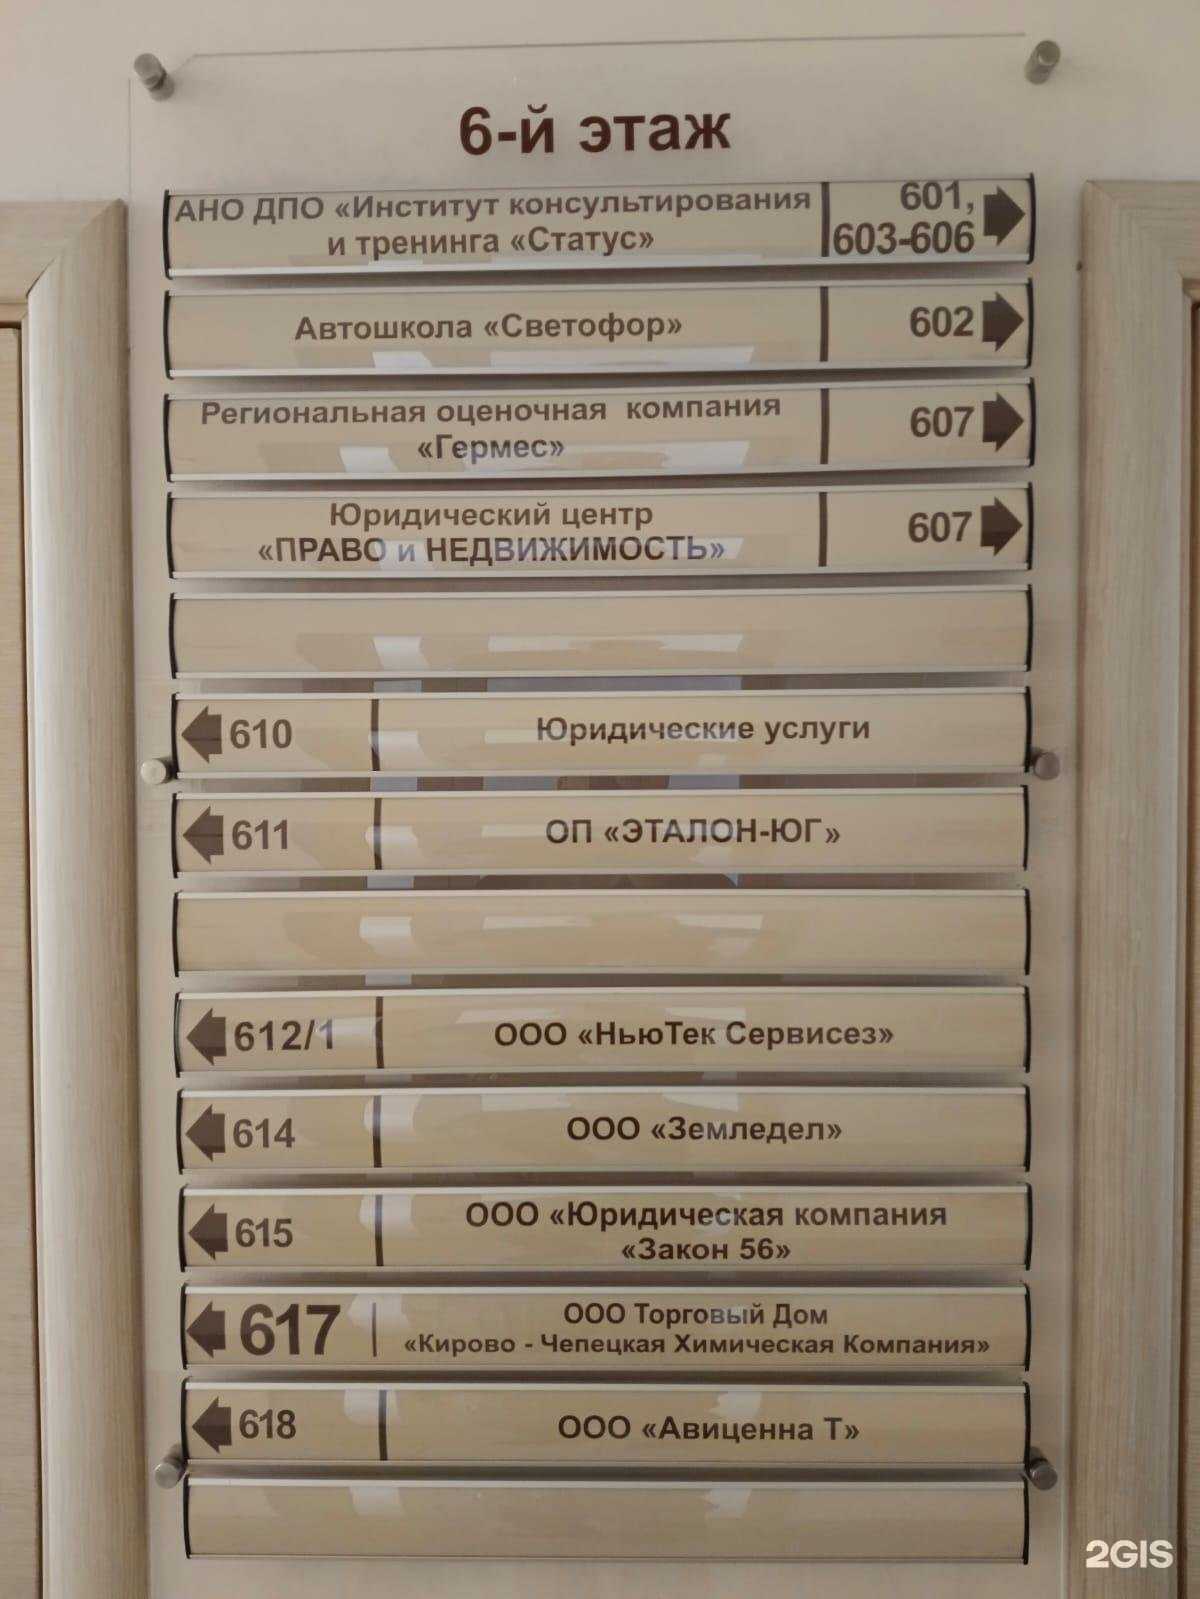 6-й этаж
АНО ДПО «Институт консультирования
и тренинга «Статус»
601,
603-606
Автошкола «Светофор»
602
Региональная оценочная компания
«Гермес»
607
Юридический центр
«ПРАВО и НЕДВИЖИМОСТЬ»
607
610
Юридические услуги
611
ОП «ЭТАЛОН-ЮГ»
612/1
ООО «НьюТек Сервисез»
614
ООО «Земледел»
615
ООО «Юридическая компания
«Закон 56»
617
ООО Торговый Дом
«Кирово - Чепецкая Химическая Компания»
618
ООО «Авиценна Т»
2GIS